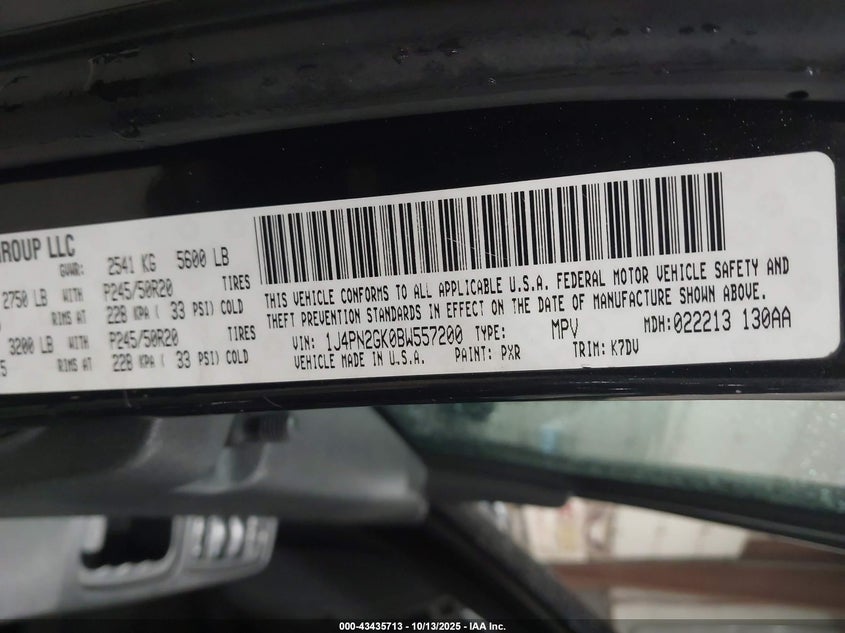 GROUP LLC
GVWR: 2541 KG 5600 LB
2750 LB WITH P245/50R20 TIRES
RIMS AT 228 KPA ( 33 PSI) COLD
3200 LB WITH P245/50R20 TIRES
5 RIMS AT 228 KPA ( 33 PSI) COLD
THIS VEHICLE CONFORMS TO ALL APPLICABLE U.S.A. FEDERAL MOTOR VEHICLE SAFETY AND
THEFT PREVENTION STANDARDS IN EFFECT ON THE DATE OF MANUFACTURE SHOWN ABOVE.
VIN: 1J4PN2GK0BW557200 TYPE: MPV MDH:022213 130AA
VEHICLE MADE IN U.S.A. PAINT: PXR TRIM: K7DV
000-43435713 - 10/13/2025 - IAA Inc.